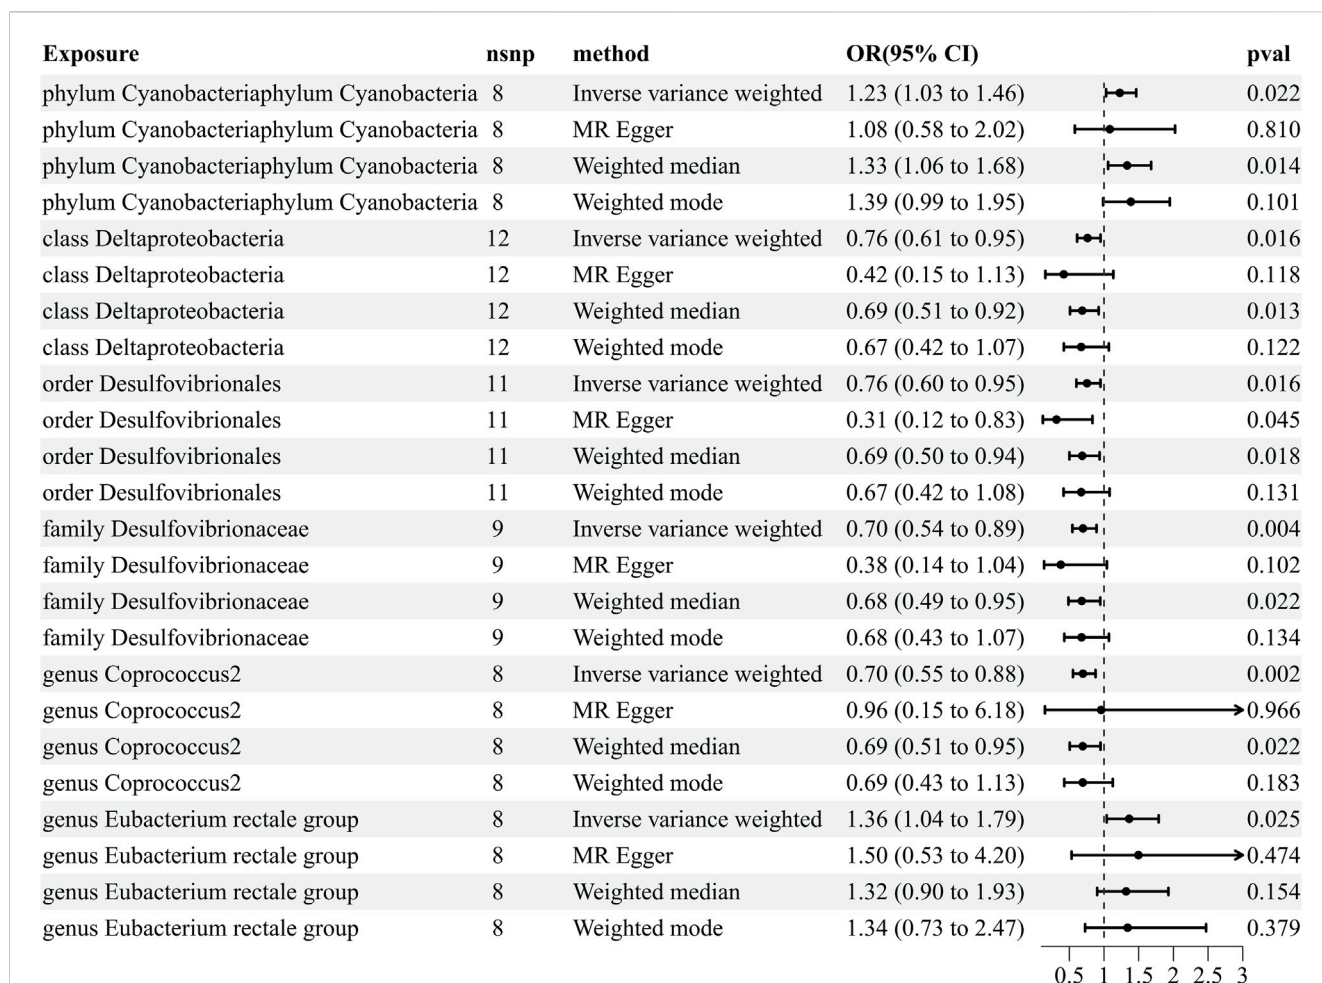 Exposure nsnp method OR(95% CI) pval
phylum Cyanobacteriaphylum Cyanobacteria 8 Inverse variance weighted 1.23 (1.03 to 1.46) 0.022
phylum Cyanobacteriaphylum Cyanobacteria 8 MR Egger 1.08 (0.58 to 2.02) 0.810
phylum Cyanobacteriaphylum Cyanobacteria 8 Weighted median 1.33 (1.06 to 1.68) 0.014
phylum Cyanobacteriaphylum Cyanobacteria 8 Weighted mode 1.39 (0.99 to 1.95) 0.101
class Deltaproteobacteria 12 Inverse variance weighted 0.76 (0.61 to 0.95) 0.016
class Deltaproteobacteria 12 MR Egger 0.42 (0.15 to 1.13) 0.118
class Deltaproteobacteria 12 Weighted median 0.69 (0.51 to 0.92) 0.013
class Deltaproteobacteria 12 Weighted mode 0.67 (0.42 to 1.07) 0.122
order Desulfovibrionales 11 Inverse variance weighted 0.76 (0.60 to 0.95) 0.016
order Desulfovibrionales 11 MR Egger 0.31 (0.12 to 0.83) 0.045
order Desulfovibrionales 11 Weighted median 0.69 (0.50 to 0.94) 0.018
order Desulfovibrionales 11 Weighted mode 0.67 (0.42 to 1.08) 0.131
family Desulfovibrionaceae 9 Inverse variance weighted 0.70 (0.54 to 0.89) 0.004
family Desulfovibrionaceae 9 MR Egger 0.38 (0.14 to 1.04) 0.102
family Desulfovibrionaceae 9 Weighted median 0.68 (0.49 to 0.95) 0.022
family Desulfovibrionaceae 9 Weighted mode 0.68 (0.43 to 1.07) 0.134
genus Coprococcus2 8 Inverse variance weighted 0.70 (0.55 to 0.88) 0.002
genus Coprococcus2 8 MR Egger 0.96 (0.15 to 6.18) 0.966
genus Coprococcus2 8 Weighted median 0.69 (0.51 to 0.95) 0.022
genus Coprococcus2 8 Weighted mode 0.69 (0.43 to 1.13) 0.183
genus Eubacterium rectale group 8 Inverse variance weighted 1.36 (1.04 to 1.79) 0.025
genus Eubacterium rectale group 8 MR Egger 1.50 (0.53 to 4.20) 0.474
genus Eubacterium rectale group 8 Weighted median 1.32 (0.90 to 1.93) 0.154
genus Eubacterium rectale group 8 Weighted mode 1.34 (0.73 to 2.47) 0.379
0.5 1 1.5 2 2.5 3